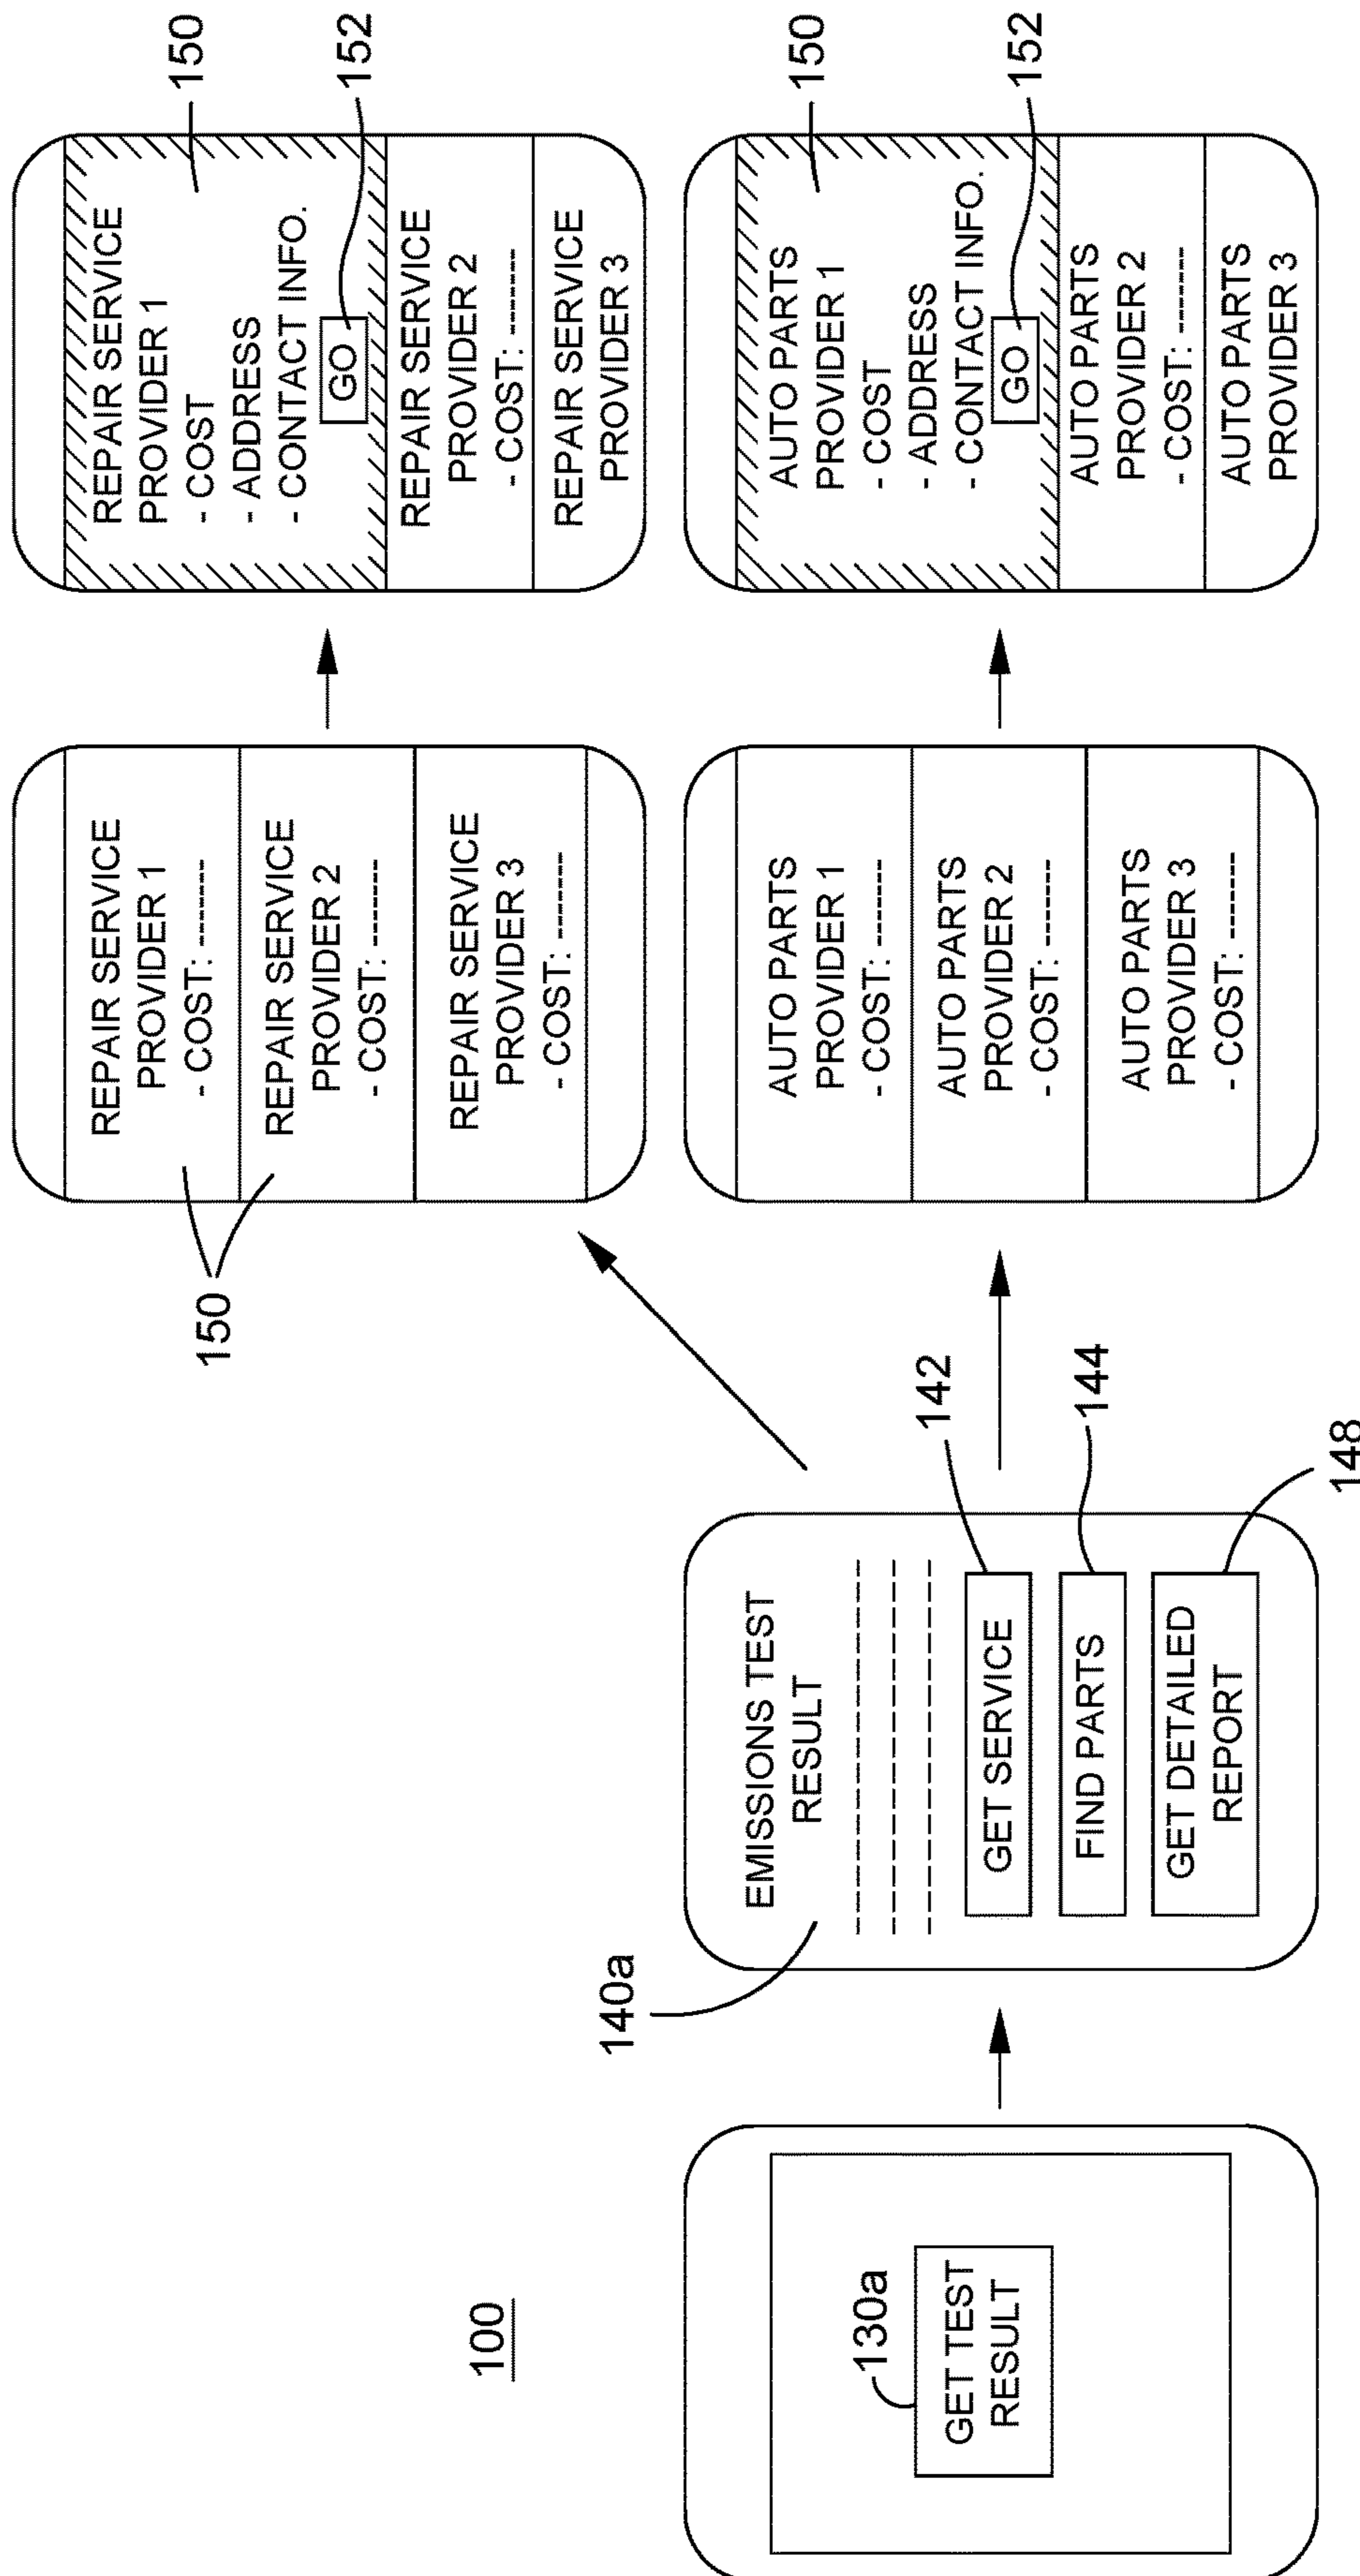 100
130a
GET TEST
RESULT
140a
EMISSIONS TEST
RESULT
GET SERVICE
142
FIND PARTS
144
GET DETAILED
REPORT
148
150
REPAIR SERVICE
PROVIDER 1
- COST: -------
REPAIR SERVICE
PROVIDER 2
- COST: -------
REPAIR SERVICE
PROVIDER 3
- COST: -------
REPAIR SERVICE
PROVIDER 1
- COST
- ADDRESS
- CONTACT INFO.
GO
150
152
REPAIR SERVICE
PROVIDER 2
- COST: -------
REPAIR SERVICE
PROVIDER 3
AUTO PARTS
PROVIDER 1
- COST: -------
AUTO PARTS
PROVIDER 2
- COST: -------
AUTO PARTS
PROVIDER 3
- COST: -------
AUTO PARTS
PROVIDER 1
- COST
- ADDRESS
- CONTACT INFO.
GO
150
152
AUTO PARTS
PROVIDER 2
- COST: -------
AUTO PARTS
PROVIDER 3